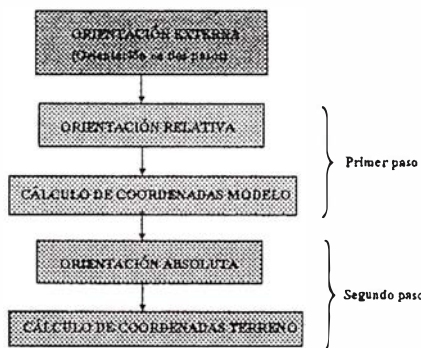 ORIENTACIÓN EXTERNA
(Orientación en dos pasos)
ORIENTACIÓN RELATIVA
Primer paso
CÁLCULO DE COORDENADAS MODELO
ORIENTACIÓN ABSOLUTA
Segundo paso
CÁLCULO DE COORDENADAS TERRENO